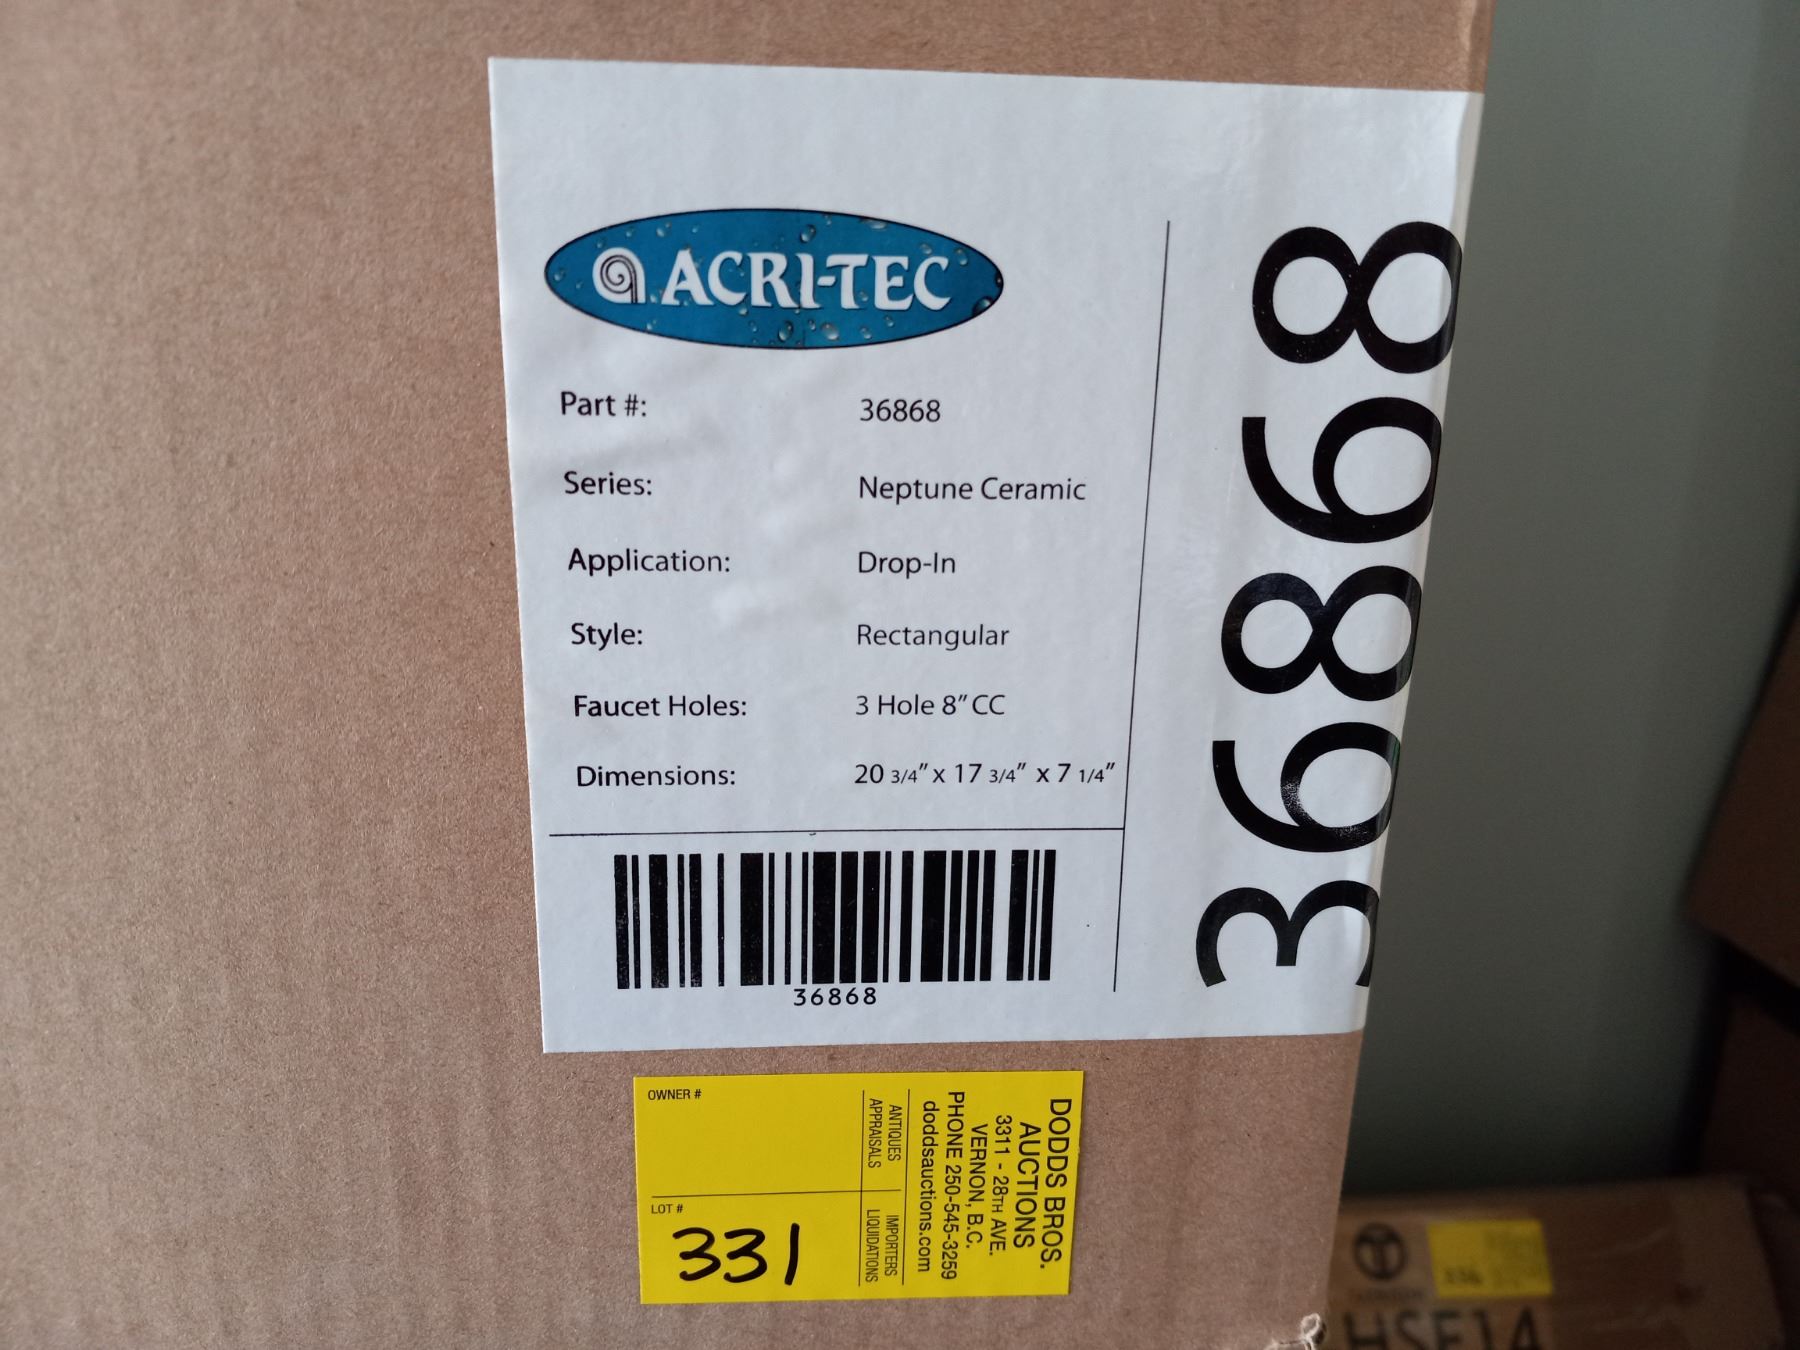 ACRI-TEC
Part #: 36868
Series: Neptune Ceramic
Application: Drop-In
Style: Rectangular
Faucet Holes: 3 Hole 8" CC
Dimensions: 20 3/4" x 17 3/4" x 7 1/4"
36868
36868
OWNER #
LOT #
331
DODDS BROS.
AUCTIONS
3311 - 28TH AVE.
VERNON, B.C.
PHONE 250-545-3259
doddsauctions.com
ANTIQUES
APPRAISALS
IMPORTERS
LIQUIDATIONS
HSF14